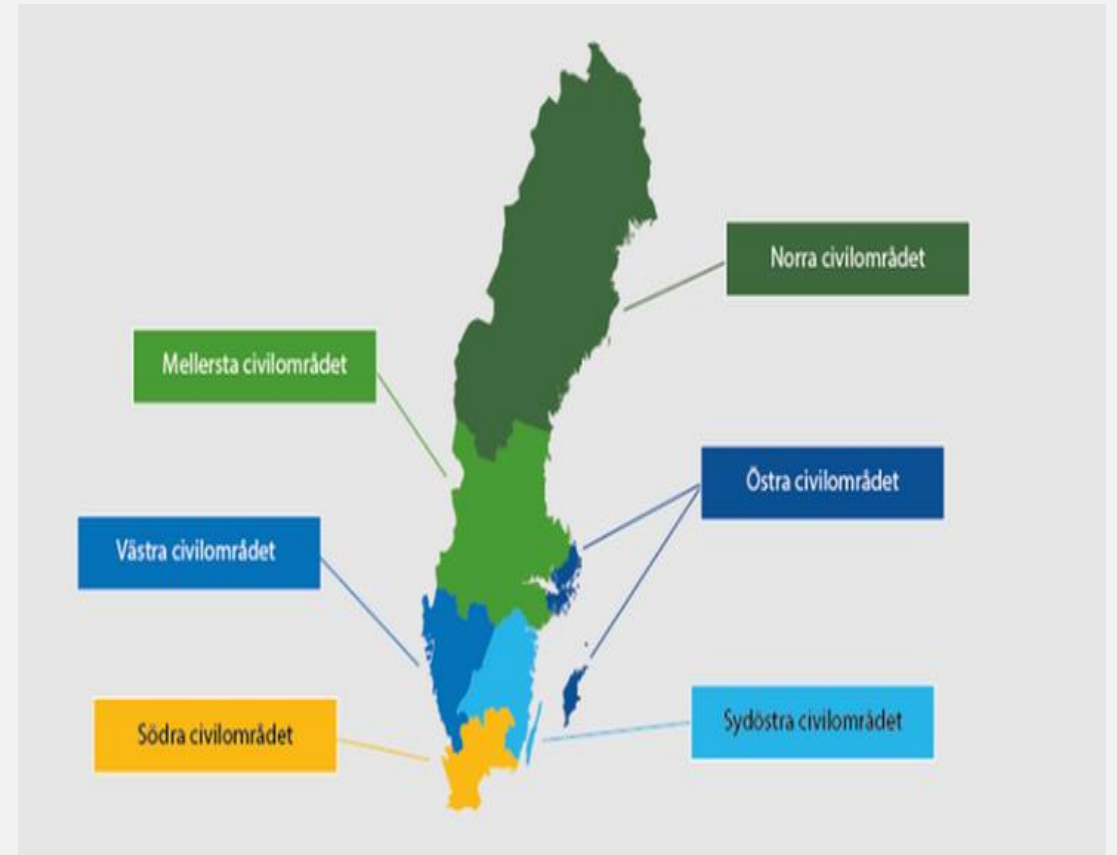 Norra civilområdet
Mellersta civilområdet
Östra civilområdet
Västra civilområdet
Södra civilområdet
Sydöstra civilområdet